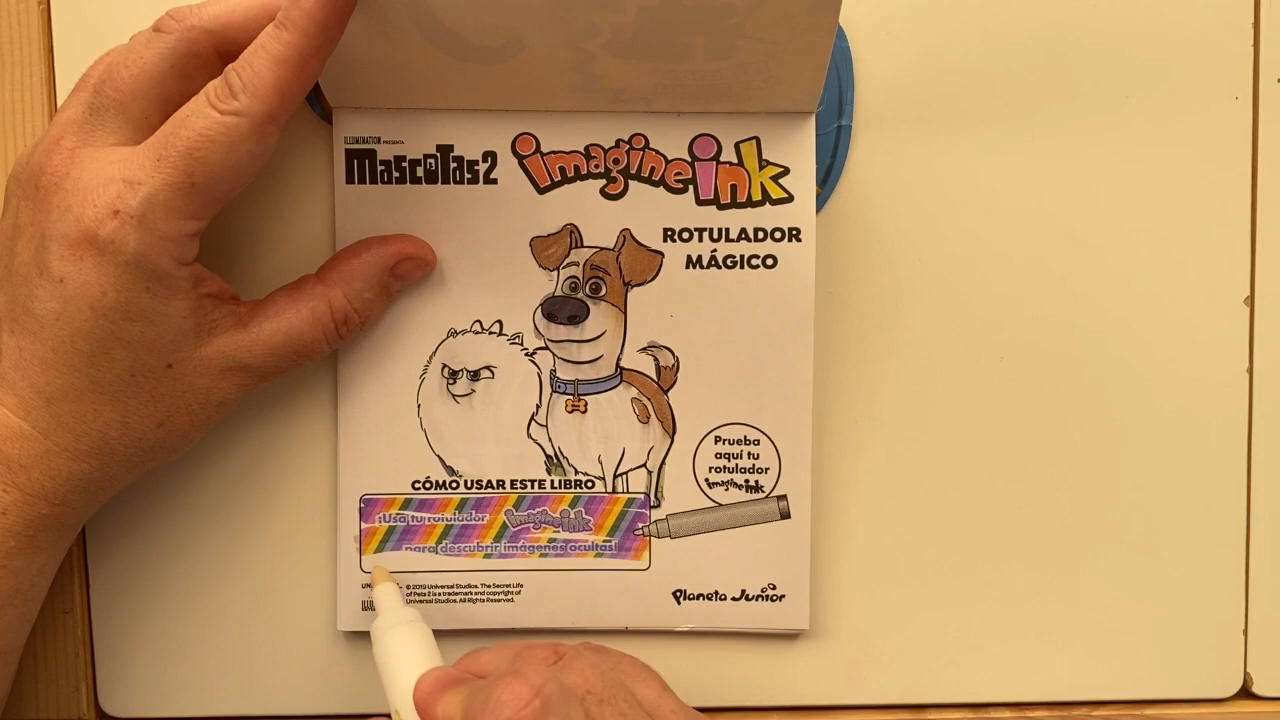 ILLUMINATION PRESENTA
MascoTas 2
imagine ink
ROTULADOR
MÁGICO
Prueba
aquí tu
rotulador
imagine ink
CÓMO USAR ESTE LIBRO
¡Usa tu rotulador imagine ink
para descubrir imágenes ocultas!
© 2019 Universal Studios. The Secret Life
of Pets 2 is a trademark and copyright of
Universal Studios. All Rights Reserved.
Planeta Junior